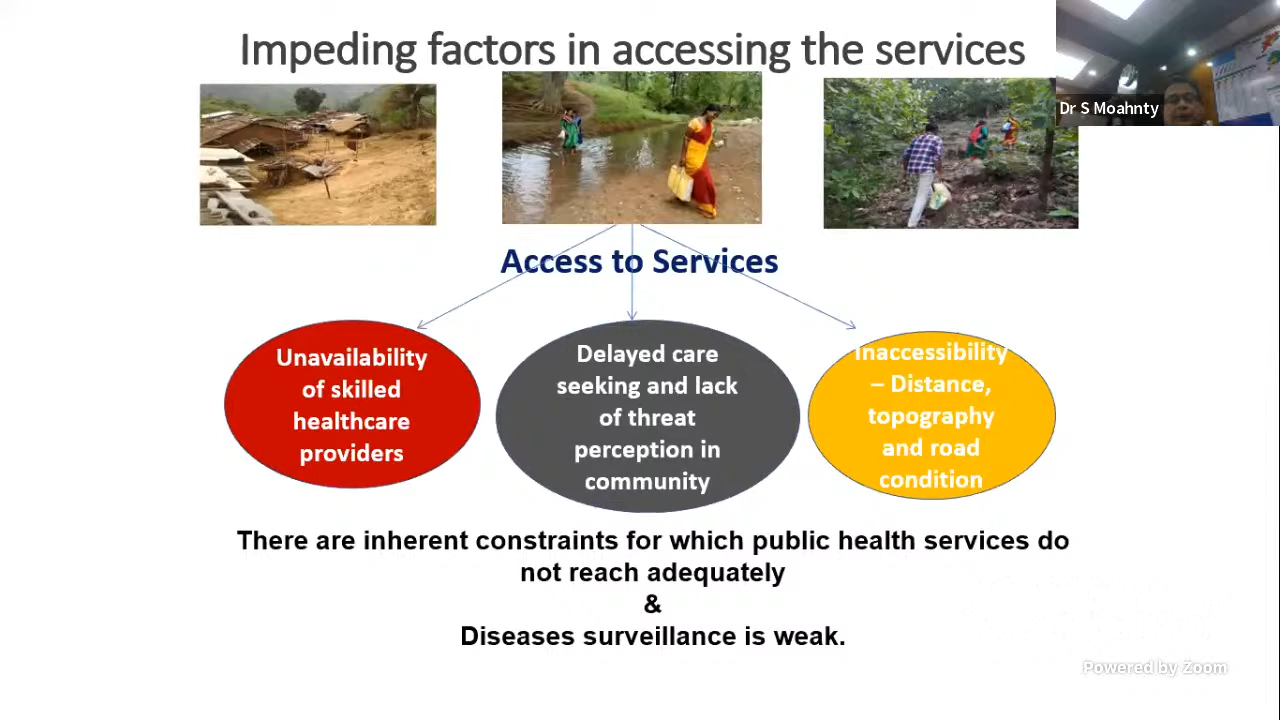 Impeding factors in accessing the services
Dr S Moahnty
Access to Services
Unavailability
of skilled
healthcare
providers
Delayed care
seeking and lack
of threat
perception in
community
Inaccessibility
– Distance,
topography
and road
condition
There are inherent constraints for which public health services do
not reach adequately
&
Diseases surveillance is weak.
Powered by Zoom